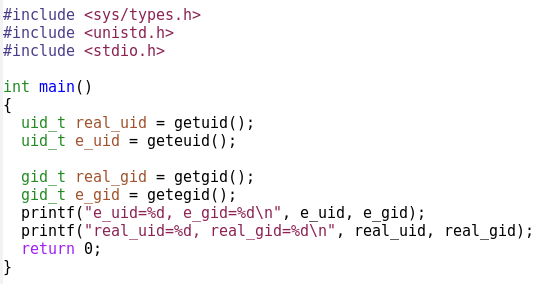 #include <sys/types.h>
#include <unistd.h>
#include <stdio.h>

int main()
{
  uid_t real_uid = getuid();
  uid_t e_uid = geteuid();

  gid_t real_gid = getgid();
  gid_t e_gid = getegid();
  printf("e_uid=%d, e_gid=%d\n", e_uid, e_gid);
  printf("real_uid=%d, real_gid=%d\n", real_uid, real_gid);
  return 0;
}